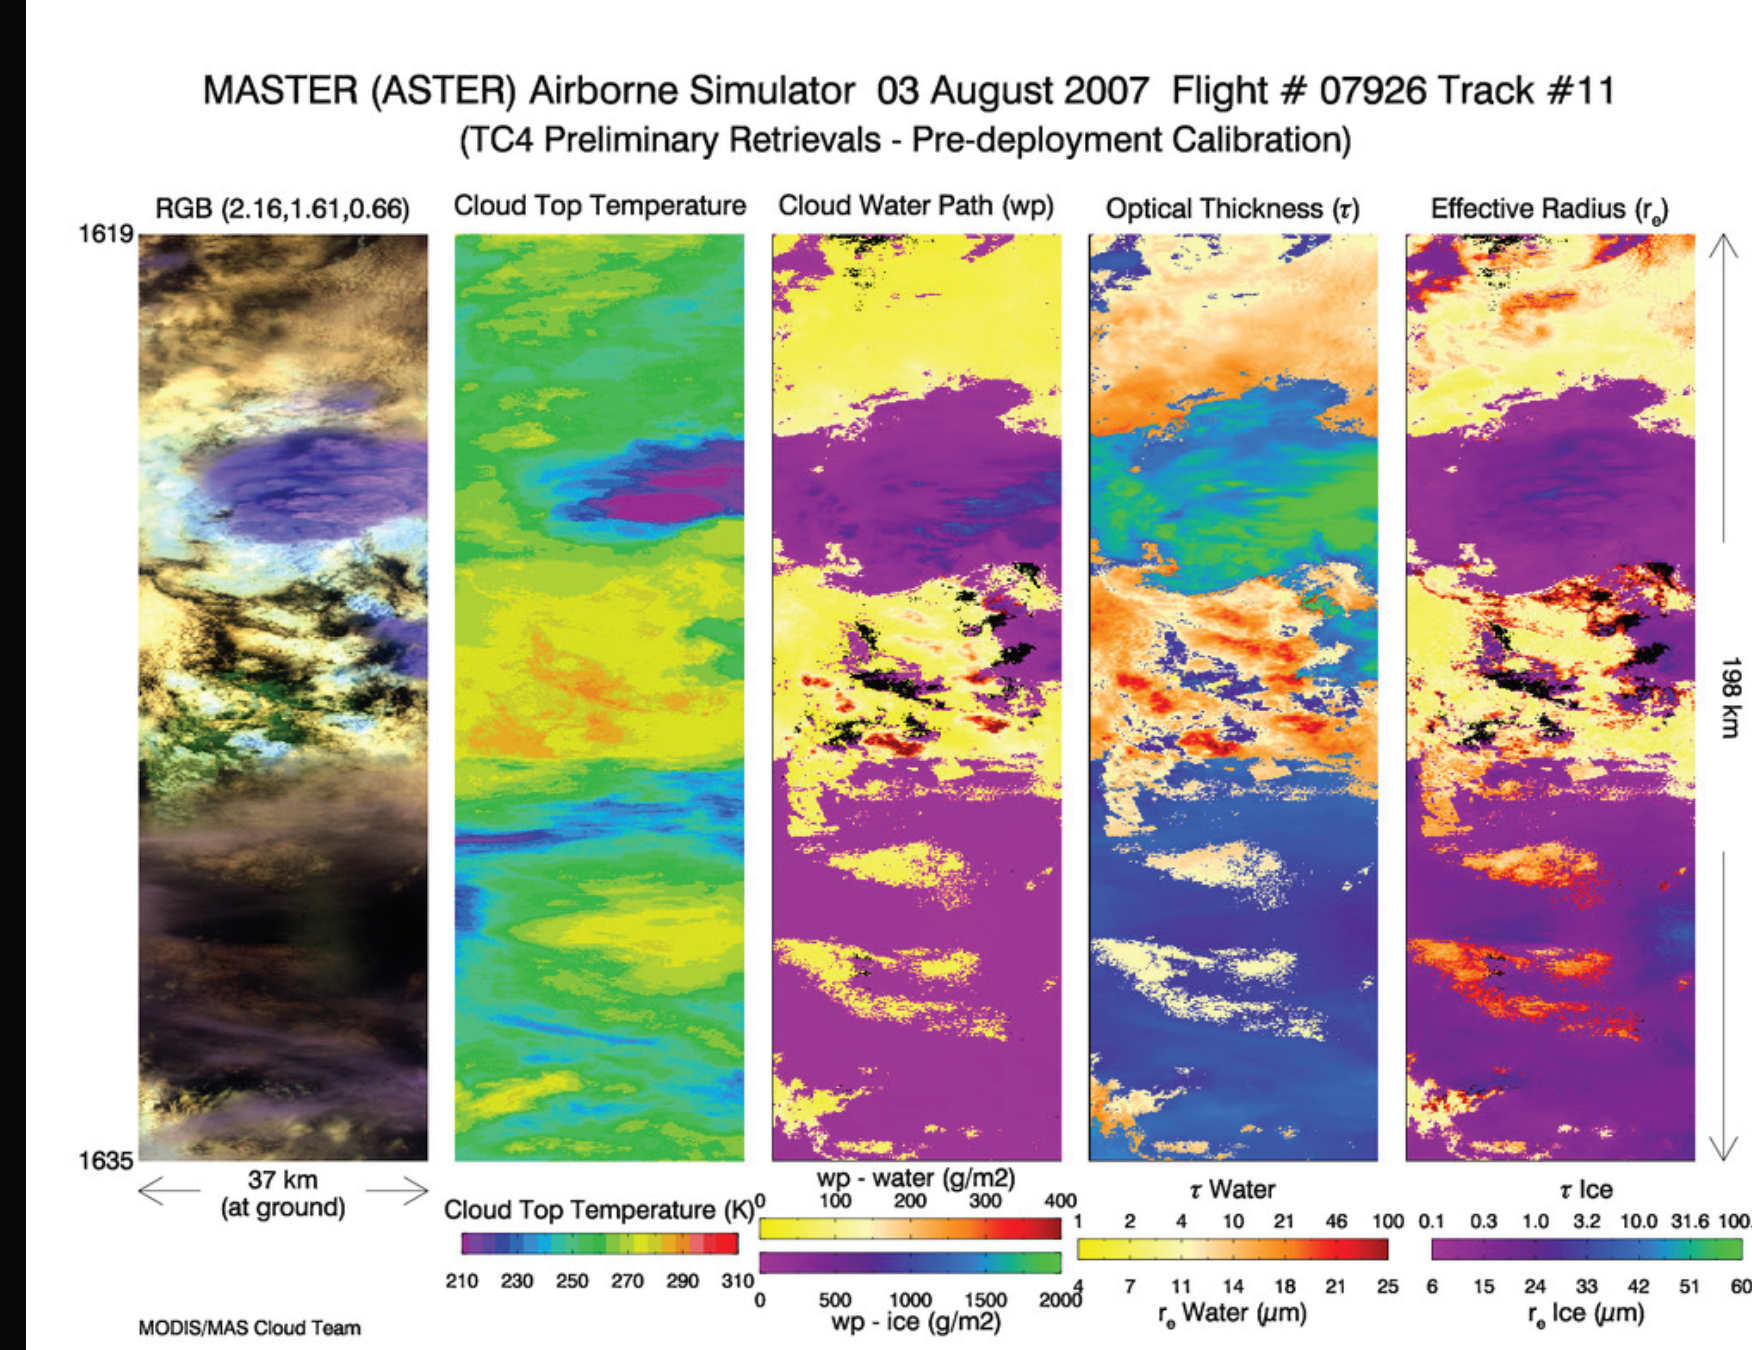 MASTER (ASTER) Airborne Simulator 03 August 2007 Flight # 07926 Track #11
(TC4 Preliminary Retrievals - Pre-deployment Calibration)
RGB (2.16,1.61,0.66)
Cloud Top Temperature
Cloud Water Path (wp)
Optical Thickness (τ)
Effective Radius (re)
1619
198 km
1635
37 km
(at ground)
Cloud Top Temperature (K)
210 230 250 270 290 310
wp - water (g/m2)
0 100 200 300 400
0 500 1000 1500 2000
wp - ice (g/m2)
τ Water
1 2 4 10 21 46 100
4 7 11 14 18 21 25
re Water (μm)
τ Ice
0.1 0.3 1.0 3.2 10.0 31.6 100.
6 15 24 33 42 51 60
re Ice (μm)
MODIS/MAS Cloud Team